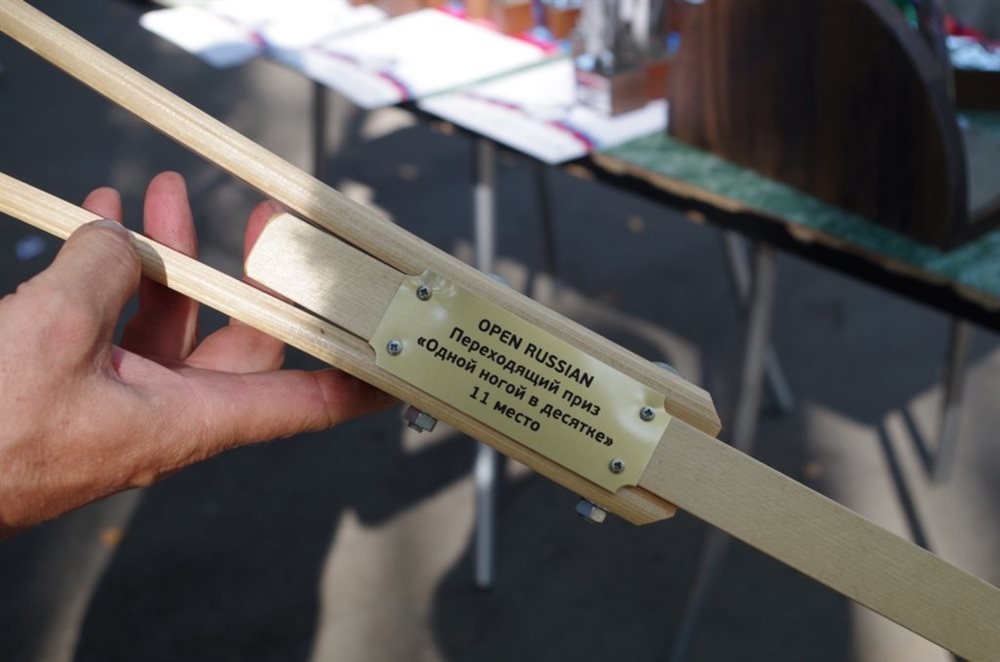 OPEN RUSSIAN
Переходящий приз
«Одной ногой в десятке»
11 место